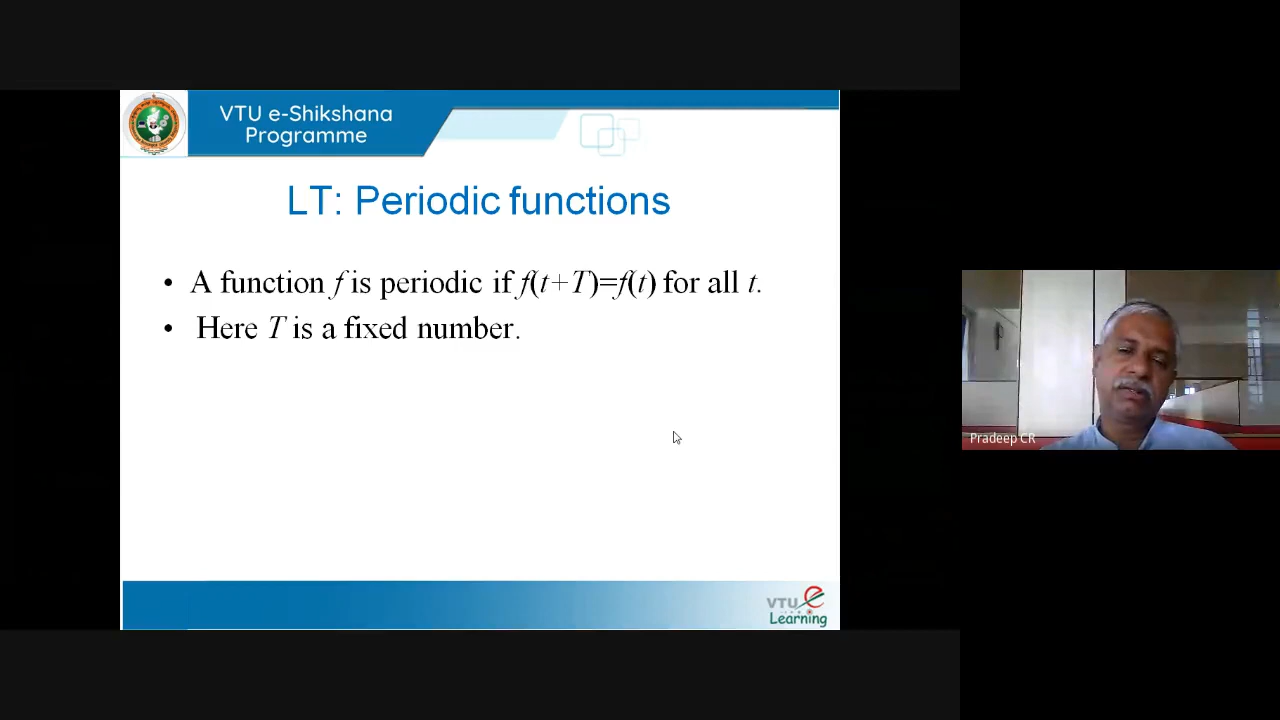 VTU e-Shikshana
Programme
LT: Periodic functions
• A function f is periodic if f(t+T)=f(t) for all t.
• Here T is a fixed number.
Pradeep CR
VTU e
Learning